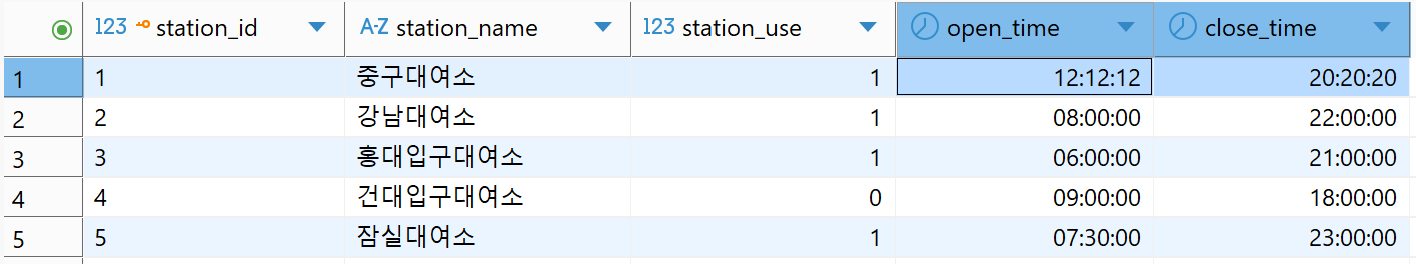 123 station_id A-Z station_name 123 station_use open_time close_time
1 1 중구대여소 1 12:12:12 20:20:20
2 2 강남대여소 1 08:00:00 22:00:00
3 3 홍대입구대여소 1 06:00:00 21:00:00
4 4 건대입구대여소 0 09:00:00 18:00:00
5 5 잠실대여소 1 07:30:00 23:00:00